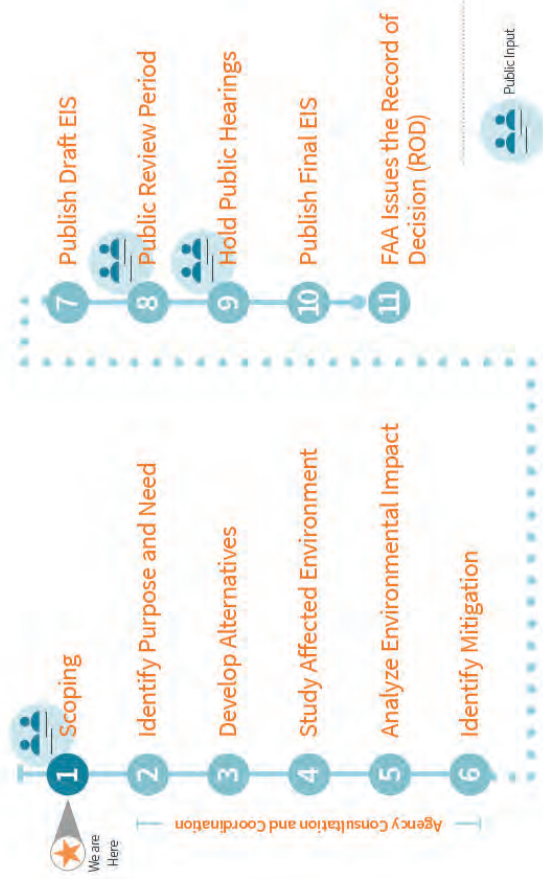 We are
Here
1
Scoping
2
Identify Purpose and Need
3
Develop Alternatives
4
Study Affected Environment
5
Analyze Environmental Impact
6
Identify Mitigation
Agency Consultation and Coordination
7
Publish Draft EIS
8
Public Review Period
9
Hold Public Hearings
10
Publish Final EIS
11
FAA Issues the Record of
Decision (ROD)
Public Input